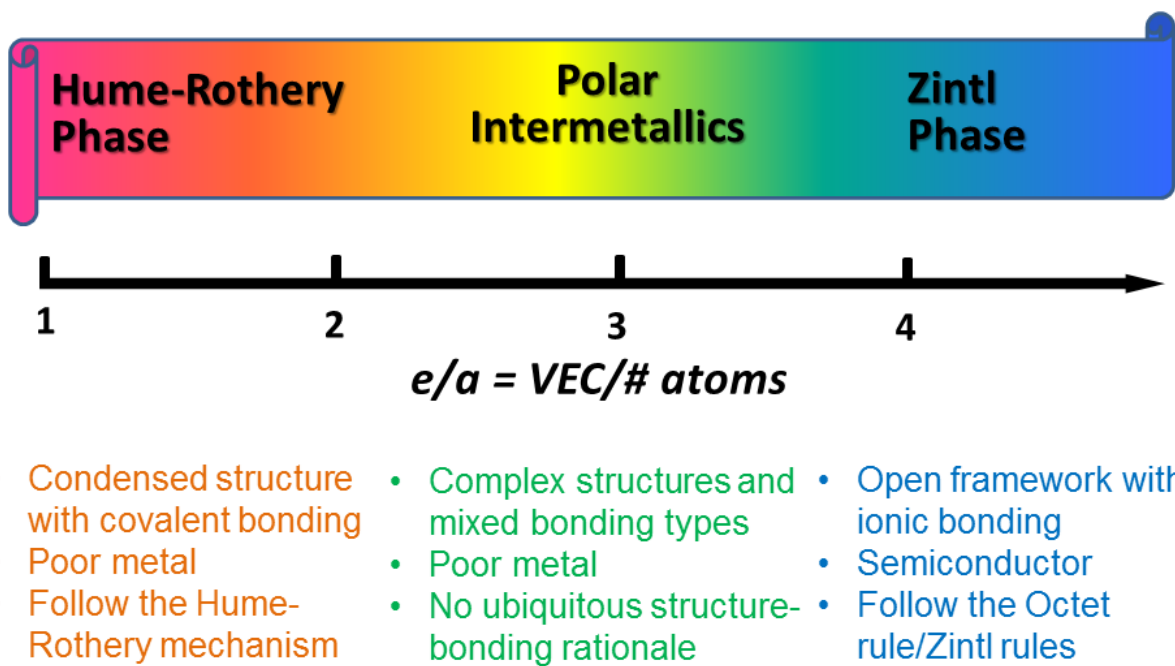 Hume-Rothery
Phase
Polar
Intermetallics
Zintl
Phase
1
2
3
4
e/a = VEC/# atoms
Condensed structure
with covalent bonding
Poor metal
Follow the Hume-
Rothery mechanism
• Complex structures and
mixed bonding types
• Poor metal
• No ubiquitous structure-
bonding rationale
• Open framework with
ionic bonding
• Semiconductor
• Follow the Octet
rule/Zintl rules